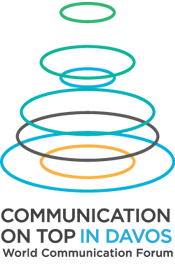 COMMUNICATION
ON TOP IN DAVOS
World Communication Forum